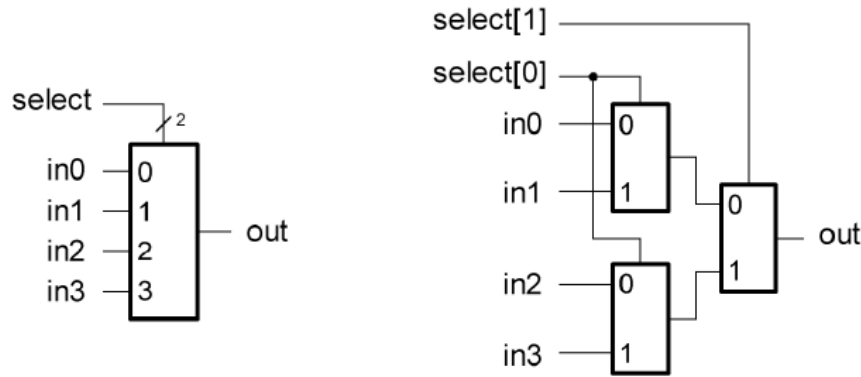 select
2
in0
0
in1
1
in2
2
in3
3
out
select[1]
select[0]
in0
0
in1
1
0
out
1
in2
0
in3
1